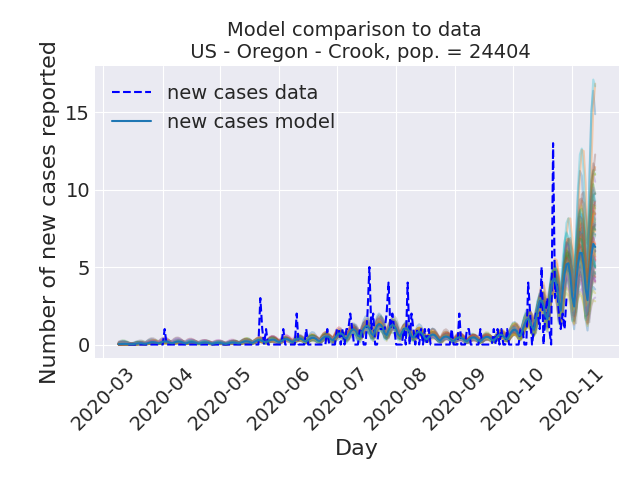 Model comparison to data
US - Oregon - Crook, pop. = 24404
new cases data
new cases model
Number of new cases reported
15
10
5
0
2020-03
2020-04
2020-05
2020-06
2020-07
2020-08
2020-09
2020-10
2020-11
Day